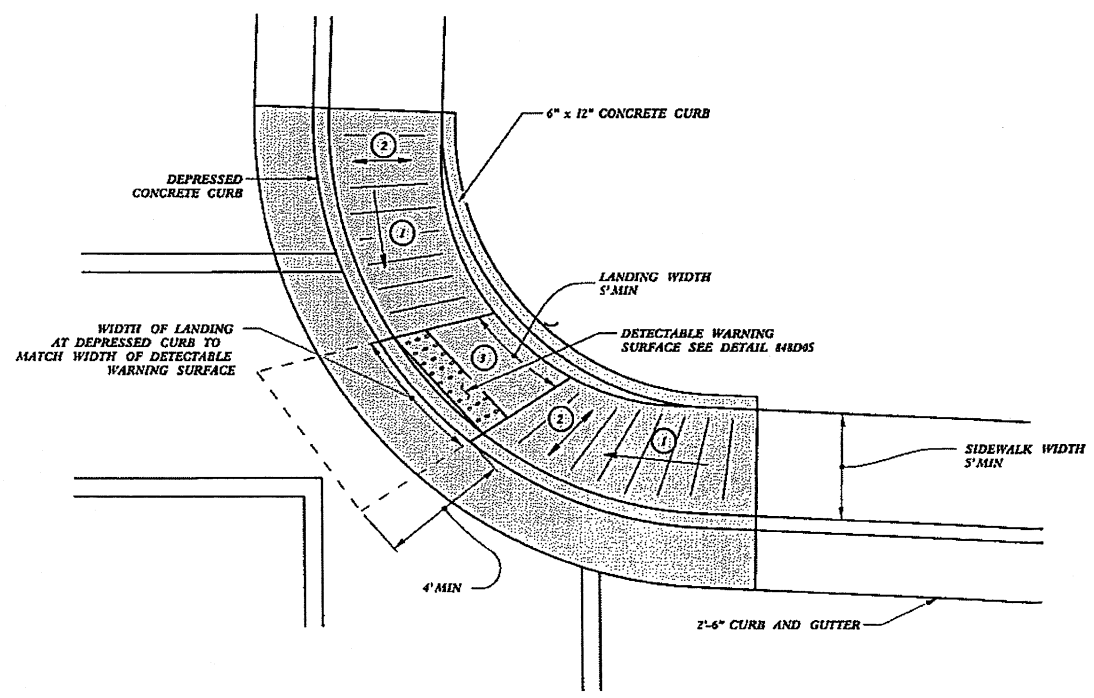 6" x 12" CONCRETE CURB
2
DEPRESSED
CONCRETE CURB
1
LANDING WIDTH
5'MIN
WIDTH OF LANDING
AT DEPRESSED CURB TO
MATCH WIDTH OF DETECTABLE
WARNING SURFACE
DETECTABLE WARNING
SURFACE SEE DETAIL 848D05
3
2
1
SIDEWALK WIDTH
5'MIN
4'MIN
2'-6" CURB AND GUTTER